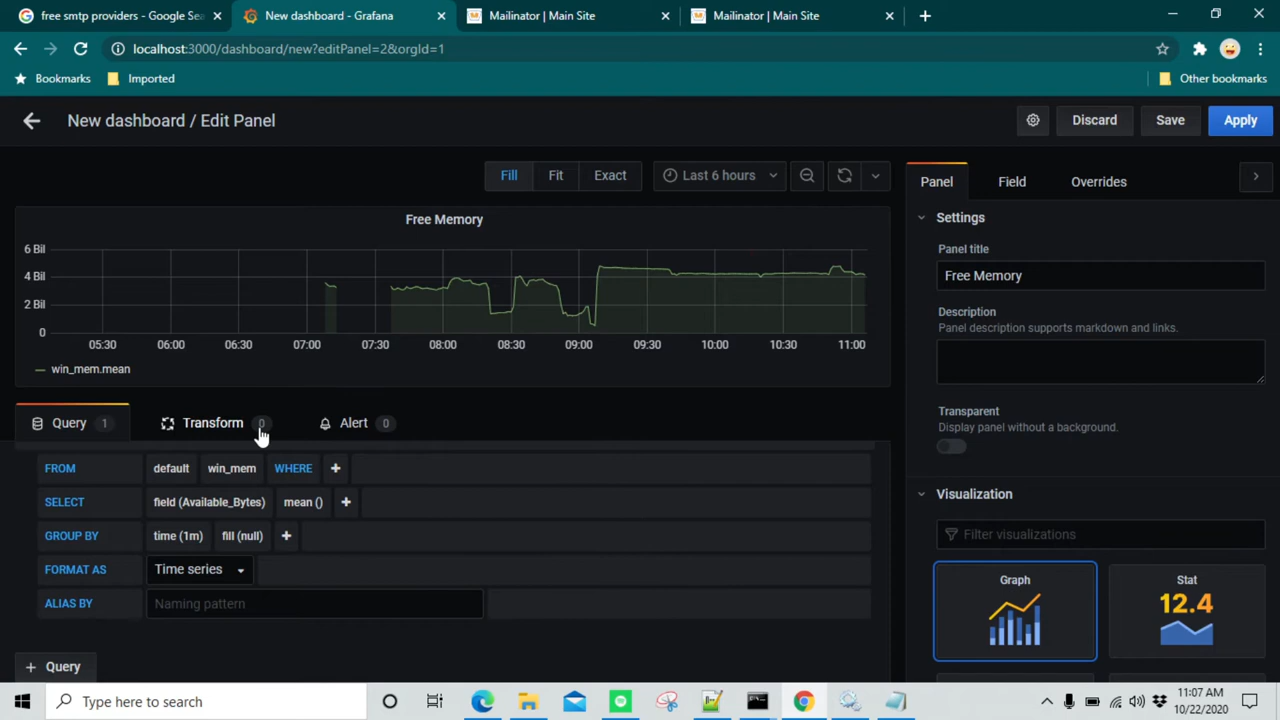 free smtp providers - Google Sea
New dashboard - Grafana
Mailinator | Main Site
Mailinator | Main Site
localhost:3000/dashboard/new?editPanel=2&orgId=1
Bookmarks
Imported
Other bookmarks
New dashboard / Edit Panel
Discard
Save
Apply
Fill
Fit
Exact
Last 6 hours
Panel
Field
Overrides
Free Memory
6 Bil
4 Bil
2 Bil
0
05:30 06:00 06:30 07:00 07:30 08:00 08:30 09:00 09:30 10:00 10:30 11:00
win_mem.mean
Settings
Panel title
Free Memory
Description
Panel description supports markdown and links.
Transparent
Display panel without a background.
Query 1
Transform 0
Alert 0
FROM default win_mem WHERE +
SELECT field (Available_Bytes) mean () +
GROUP BY time (1m) fill (null) +
FORMAT AS Time series
ALIAS BY Naming pattern
+ Query
Visualization
Filter visualizations
Graph
Stat
12.4
Type here to search
11:07 AM
10/22/2020